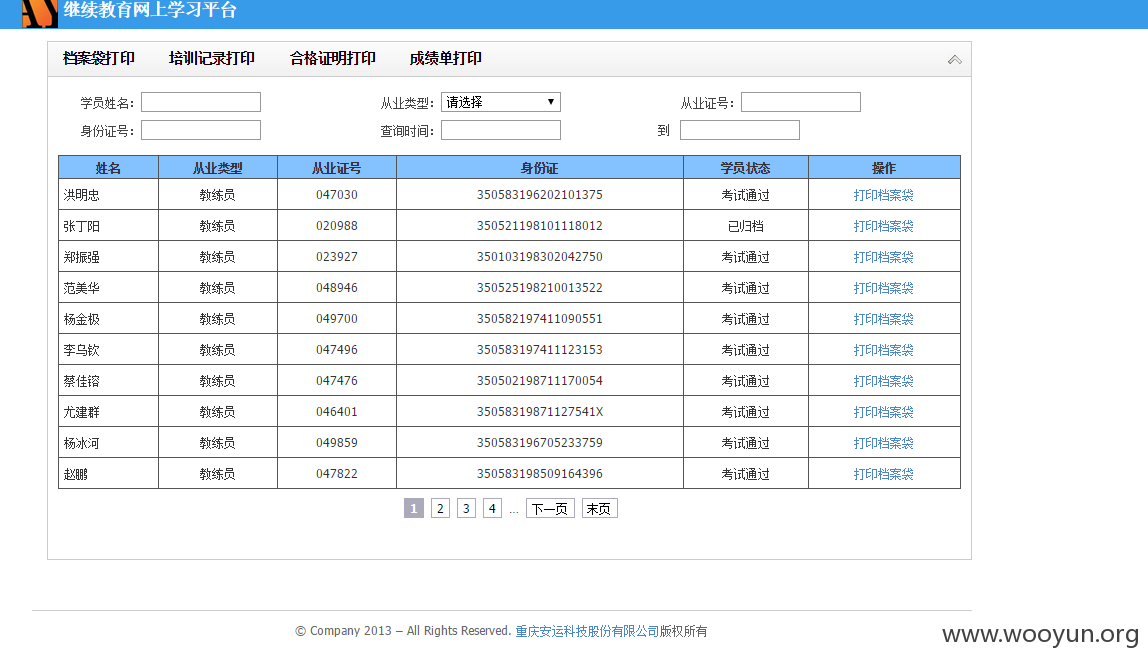 继续教育网上学习平台
档案袋打印 培训记录打印 合格证明打印 成绩单打印
学员姓名： 从业类型： 请选择 从业证号：
身份证号： 查询时间： 到
姓名 从业类型 从业证号 身份证 学员状态 操作
洪明忠 教练员 047030 350583196202101375 考试通过 打印档案袋
张丁阳 教练员 020988 350521198101118012 已归档 打印档案袋
郑振强 教练员 023927 350103198302042750 考试通过 打印档案袋
范美华 教练员 048946 350525198210013522 考试通过 打印档案袋
杨金极 教练员 049700 350582197411090551 考试通过 打印档案袋
李乌钦 教练员 047496 350583197411123153 考试通过 打印档案袋
蔡佳镕 教练员 047476 350502198711170054 考试通过 打印档案袋
尤建群 教练员 046401 35058319871127541X 考试通过 打印档案袋
杨冰河 教练员 049859 350583196705233759 考试通过 打印档案袋
赵鹏 教练员 047822 350583198509164396 考试通过 打印档案袋
1 2 3 4 ... 下一页 末页
© Company 2013 – All Rights Reserved. 重庆安运科技股份有限公司版权所有
www.wooyun.org